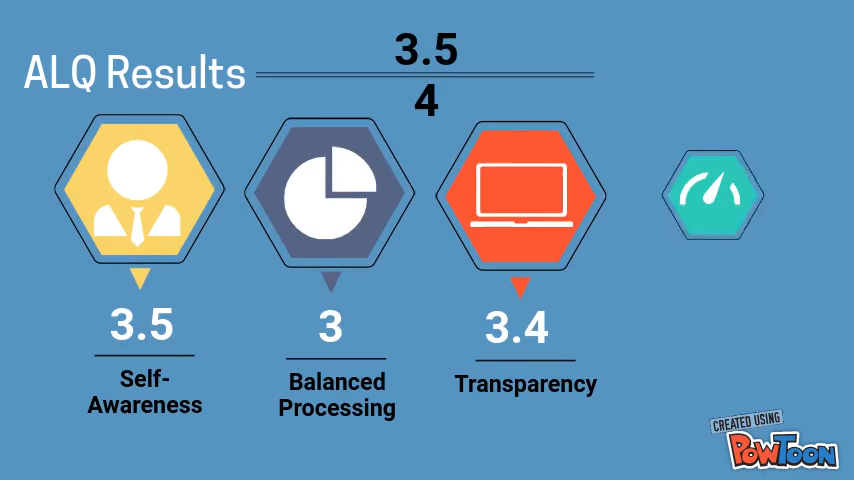 ALQ Results
3.5
4
3.5
3
3.4
Self-
Awareness
Balanced
Processing
Transparency
CREATED USING
POWTOON